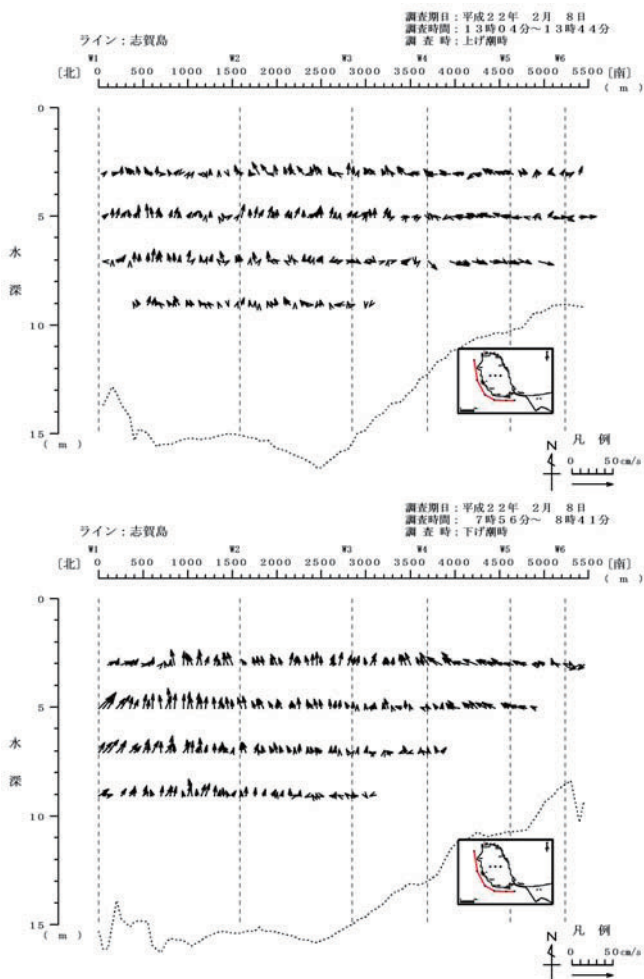 調査期日：平成２２年　２月　８日
調査時間：１３時０４分～１３時４４分
ライン：志賀島
調 査 時：上げ潮時
W1 W2 W3 W4 W5 W6
[北] 0 500 1000 1500 2000 2500 3000 3500 4000 4500 5000 5500 [南]
( m )
0
5
水
深
10
15
( m )
N
凡 例
0 50cm/s
調査期日：平成２２年　２月　８日
調査時間：　７時５６分～　８時４１分
ライン：志賀島
調 査 時：下げ潮時
W1 W2 W3 W4 W5 W6
[北] 0 500 1000 1500 2000 2500 3000 3500 4000 4500 5000 5500 [南]
( m )
0
5
水
深
10
15
( m )
N
凡 例
0 50cm/s